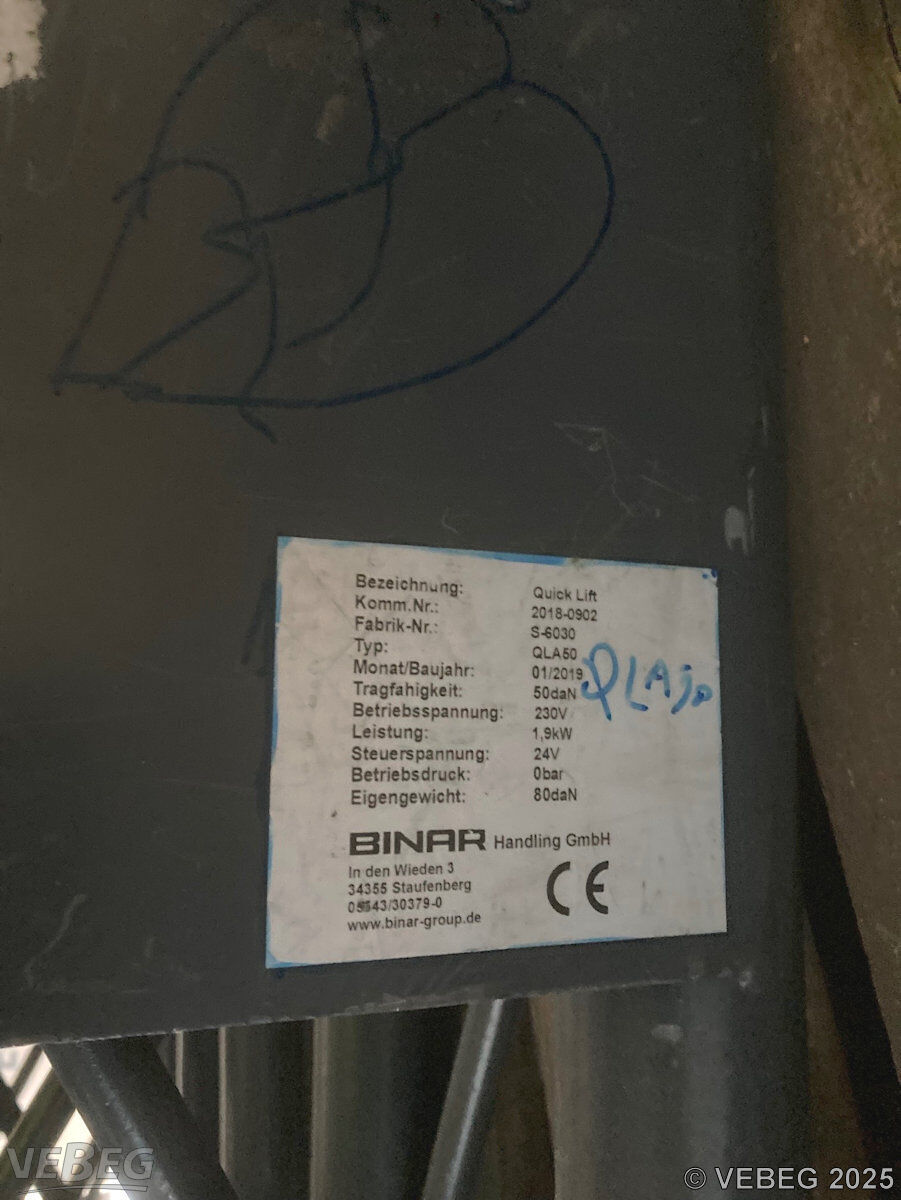 Bezeichnung: Quick Lift
Komm.Nr.: 2018-0902
Fabrik-Nr.: S-6030
Typ: QLA50
Monat/Baujahr: 01/2019
Tragfahigkeit: 50daN
Betriebsspannung: 230V
Leistung: 1,9kW
Steuerspannung: 24V
Betriebsdruck: 0bar
Eigengewicht: 80daN
QLA50
BINAR Handling GmbH
In den Wieden 3
34355 Staufenberg
05543/30379-0
www.binar-group.de
CE
VEBEG
© VEBEG 2025